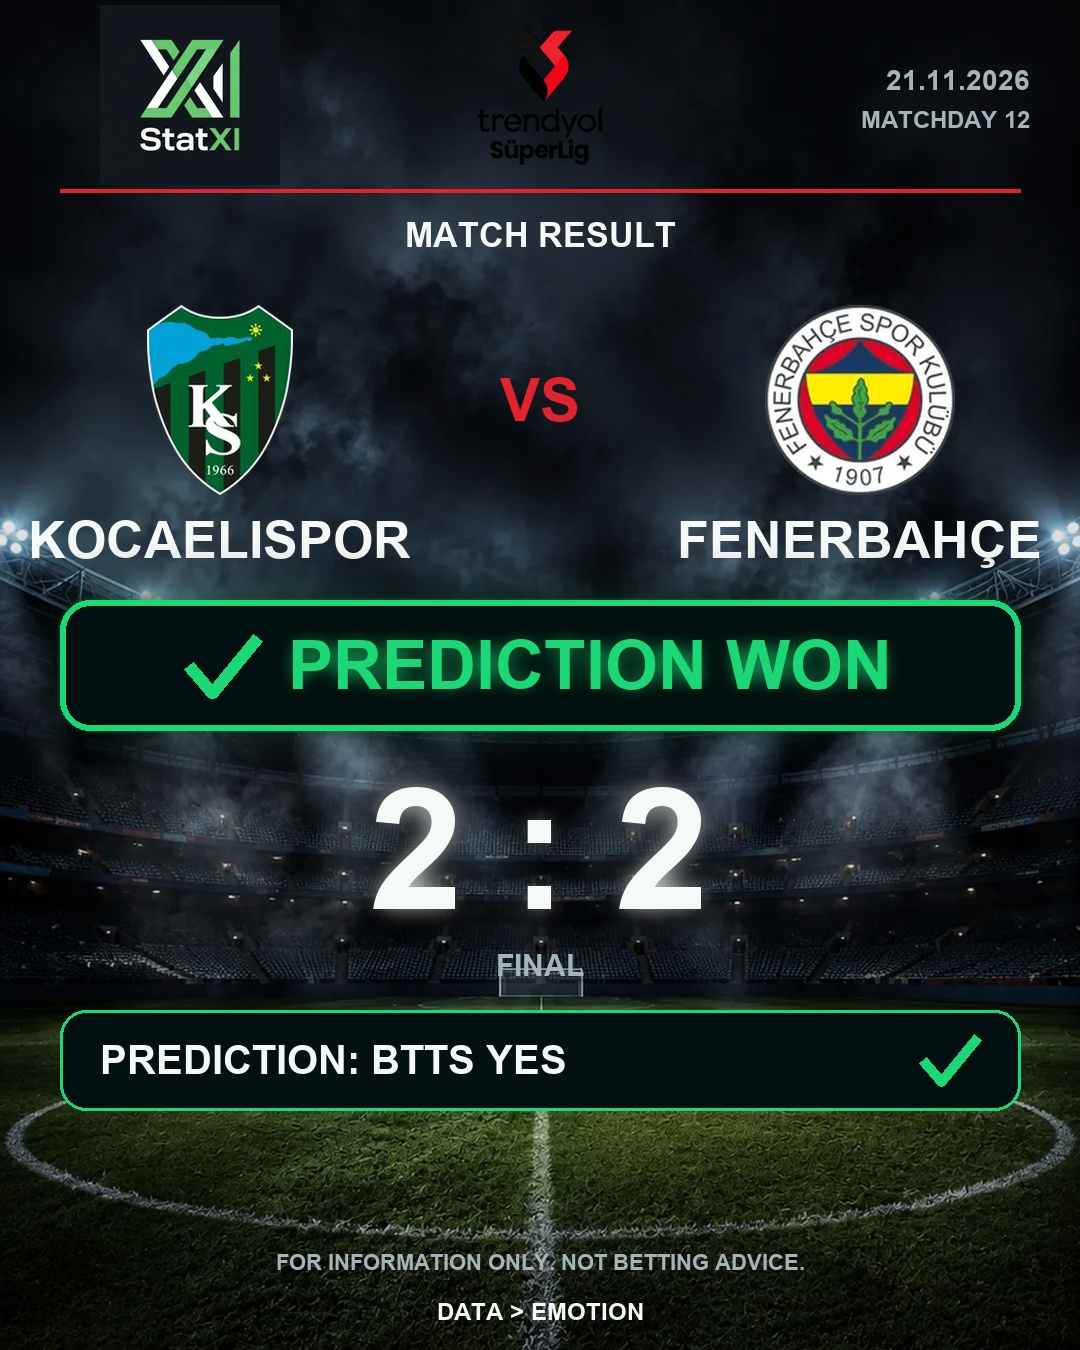 StatXI
trendyol
SüperLig
21.11.2026
MATCHDAY 12
MATCH RESULT
KS
1966
VS
FENERBAHÇE SPOR KULÜBÜ
★ 1907 ★
KOCAELISPOR
FENERBAHÇE
PREDICTION WON
2 : 2
FINAL
PREDICTION: BTTS YES
FOR INFORMATION ONLY. NOT BETTING ADVICE.
DATA > EMOTION